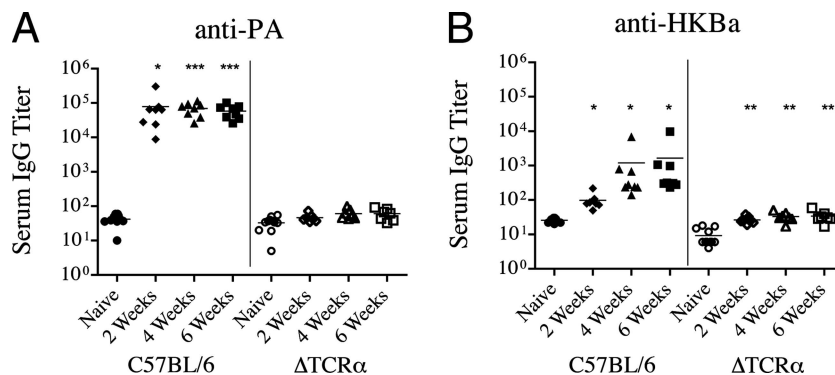 A
anti-PA
Serum IgG Titer
10⁶
10⁵
10⁴
10³
10²
10¹
10⁰
* *** ***
Naive
2 Weeks
4 Weeks
6 Weeks
Naive
2 Weeks
4 Weeks
6 Weeks
C57BL/6 ΔTCRα
B
anti-HKBa
Serum IgG Titer
10⁶
10⁵
10⁴
10³
10²
10¹
10⁰
* * * ** ** **
Naive
2 Weeks
4 Weeks
6 Weeks
Naive
2 Weeks
4 Weeks
6 Weeks
C57BL/6 ΔTCRα